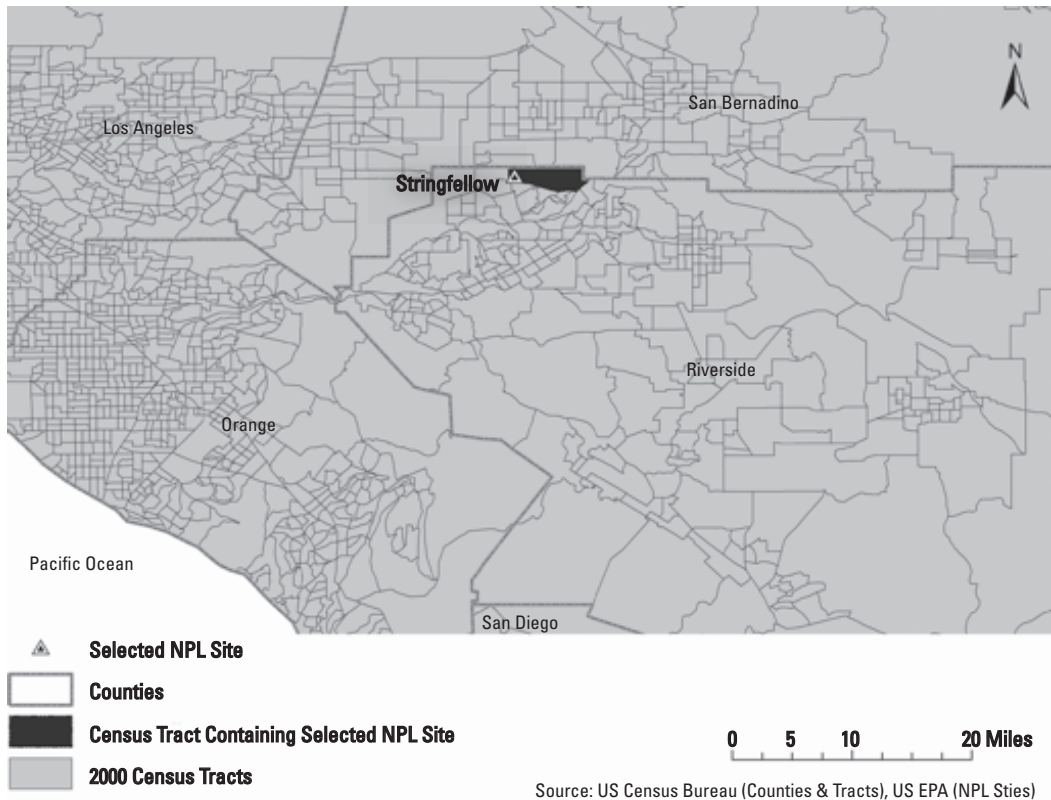 N
San Bernadino
Los Angeles
Stringfellow
Riverside
Orange
Pacific Ocean
San Diego
Selected NPL Site
Counties
Census Tract Containing Selected NPL Site
2000 Census Tracts
0 5 10 20 Miles
Source: US Census Bureau (Counties & Tracts), US EPA (NPL Sties)